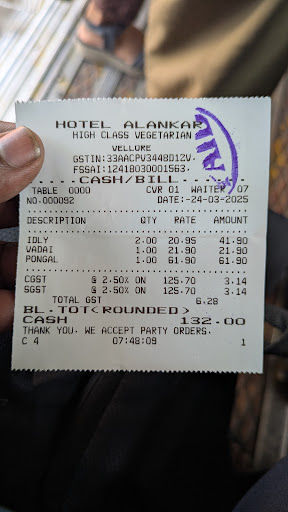 HOTEL ALANKAR
HIGH CLASS VEGETARIAN
VELLURE
GSTIN:33AACPV3448D1ZV.
FSSAI:12418030001563.
.....CASH/BILL.....
TABLE 0000 CVR 01 WAITER 07
NO.000092 DATE:-24-03-2025
DESCRIPTION QTY RATE AMOUNT
IDLY 2.00 20.95 41.90
VADAI 1.00 21.90 21.90
PONGAL 1.00 61.90 61.90
CGST @ 2.50% ON 125.70 3.14
SGST @ 2.50% ON 125.70 3.14
TOTAL GST 6.28
BL.TOT(ROUNDED)
CASH 132.00
THANK YOU. WE ACCEPT PARTY ORDERS.
C 4 07:48:09 1